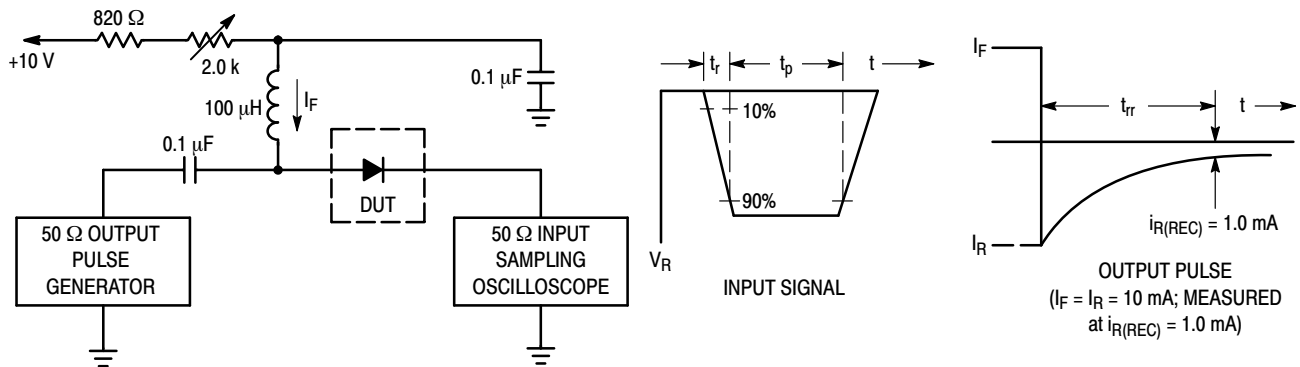 820 Ω
+10 V
2.0 k
100 µH
I_F
0.1 µF
0.1 µF
DUT
50 Ω OUTPUT
PULSE
GENERATOR
50 Ω INPUT
SAMPLING
OSCILLOSCOPE
t_r
t_p
t
10%
90%
V_R
INPUT SIGNAL
I_F
t_rr
t
I_R
i_R(REC) = 1.0 mA
OUTPUT PULSE
(I_F = I_R = 10 mA; MEASURED
at i_R(REC) = 1.0 mA)